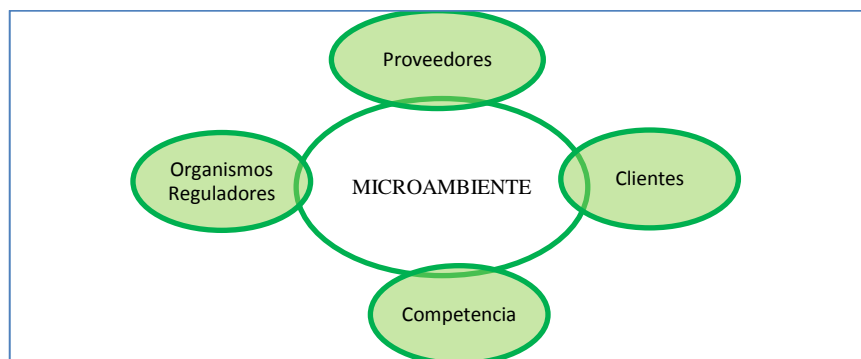 Proveedores
Organismos
Reguladores
MICROAMBIENTE
Clientes
Competencia